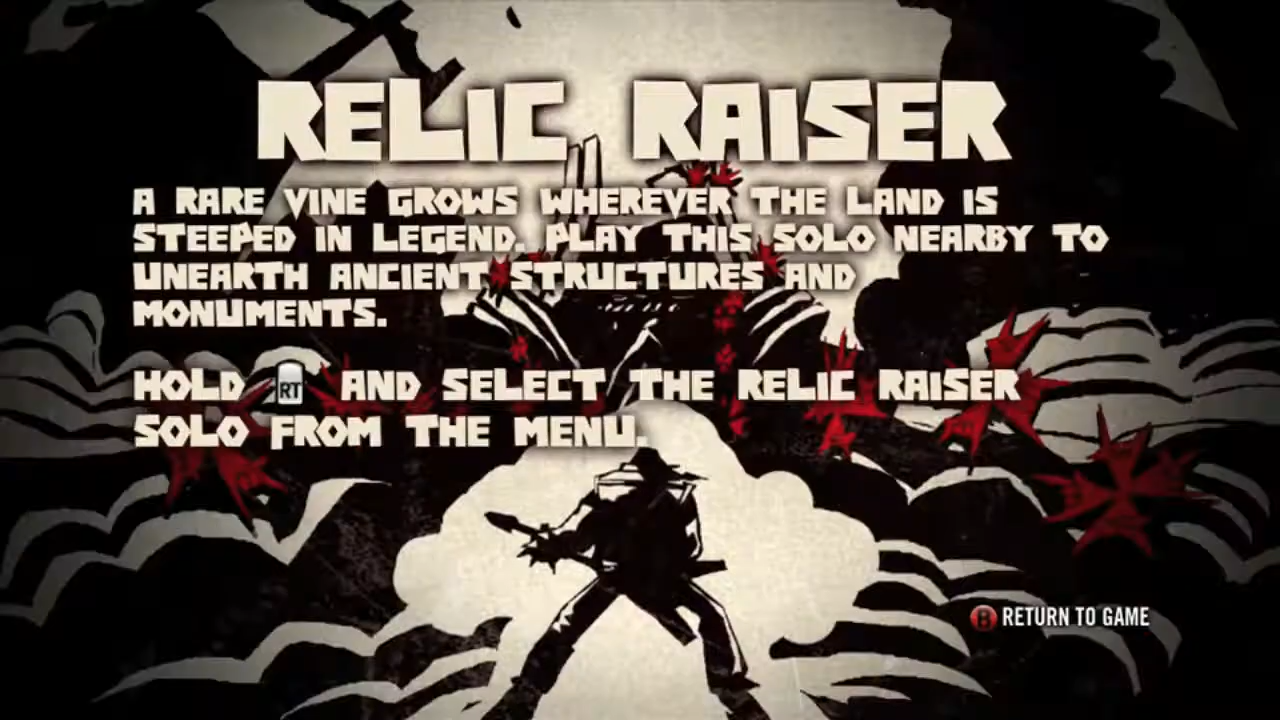 RELIC RAISER
A RARE VINE GROWS WHEREVER THE LAND IS
STEEPED IN LEGEND. PLAY THIS SOLO NEARBY TO
UNEARTH ANCIENT STRUCTURES AND
MONUMENTS.
HOLD RT AND SELECT THE RELIC RAISER
SOLO FROM THE MENU.
B RETURN TO GAME